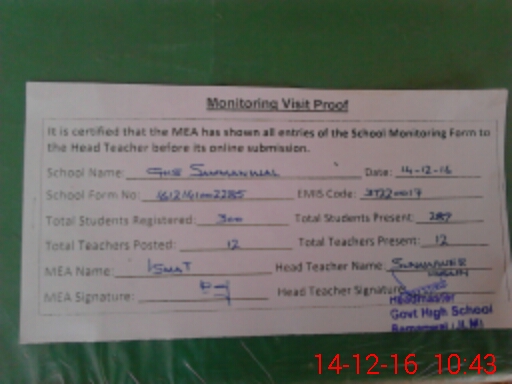 Monitoring Visit Proof
It is certified that the MEA has shown all entries of the School Monitoring Form to
the Head Teacher before its online submission.
School Name: GHS Date: 14-12-16
School Form No: EMIS Code:
Total Students Registered: 300 Total Students Present: 287
Total Teachers Posted: 12 Total Teachers Present: 12
MEA Name: Ismat Head Teacher Name:
MEA Signature: Head Teacher Signature
Headmaster
Govt High School
14-12-16 10:43